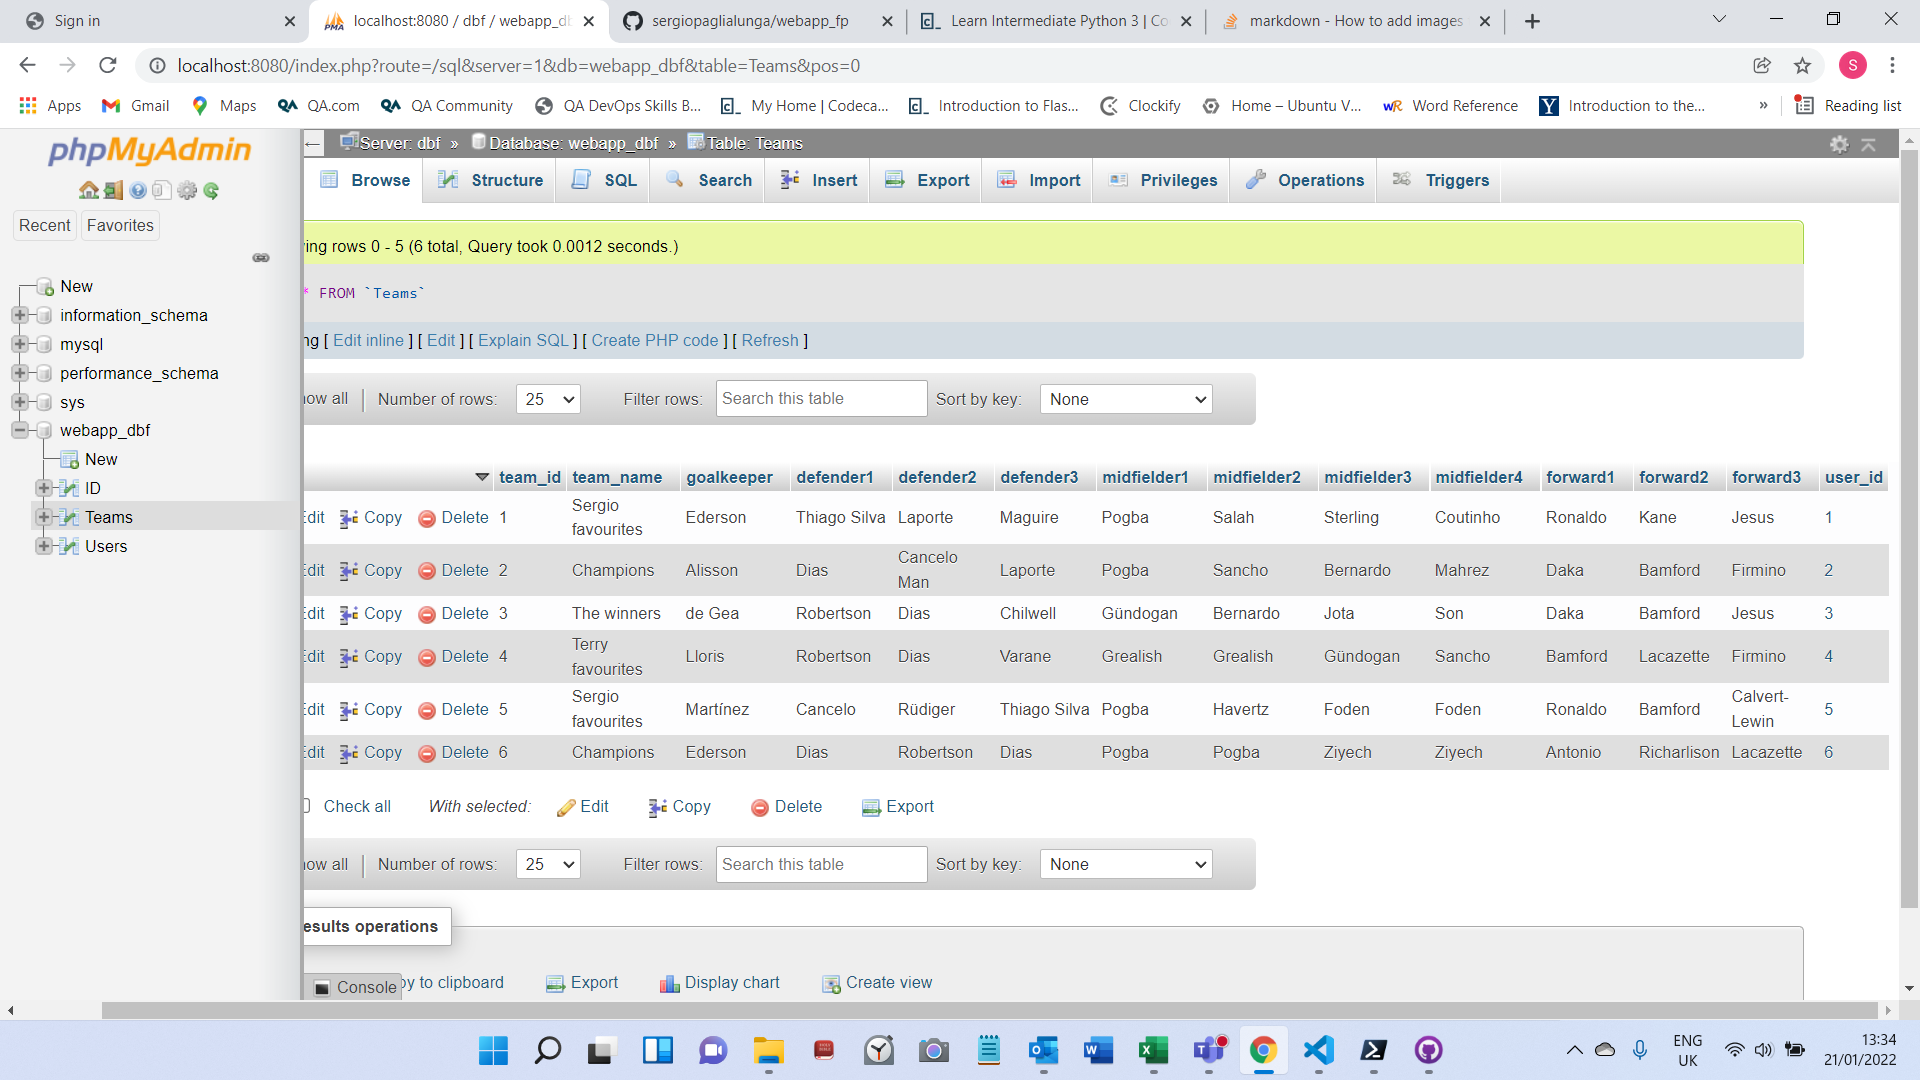 Sign in
localhost:8080 / dbf / webapp_db
sergiopaglialunga/webapp_fp
Learn Intermediate Python 3 | Co
markdown - How to add images
localhost:8080/index.php?route=/sql&server=1&db=webapp_dbf&table=Teams&pos=0
S
Apps Gmail Maps QA.com QA Community QA DevOps Skills B... My Home | Codeca... Introduction to Flas... Clockify Home – Ubuntu V... Word Reference Introduction to the... » Reading list
phpMyAdmin
Recent Favorites
New
information_schema
mysql
performance_schema
sys
webapp_dbf
New
ID
Teams
Users
Server: dbf » Database: webapp_dbf » Table: Teams
Browse Structure SQL Search Insert Export Import Privileges Operations Triggers
ing rows 0 - 5 (6 total, Query took 0.0012 seconds.)
* FROM `Teams`
ng [ Edit inline ] [ Edit ] [ Explain SQL ] [ Create PHP code ] [ Refresh ]
ow all Number of rows: 25 Filter rows: Search this table Sort by key: None
team_id team_name goalkeeper defender1 defender2 defender3 midfielder1 midfielder2 midfielder3 midfielder4 forward1 forward2 forward3 user_id
Edit Copy Delete 1 Sergio favourites Ederson Thiago Silva Laporte Maguire Pogba Salah Sterling Coutinho Ronaldo Kane Jesus 1
Edit Copy Delete 2 Champions Alisson Dias Cancelo Man Laporte Pogba Sancho Bernardo Mahrez Daka Bamford Firmino 2
Edit Copy Delete 3 The winners de Gea Robertson Dias Chilwell Gündogan Bernardo Jota Son Daka Bamford Jesus 3
Edit Copy Delete 4 Terry favourites Lloris Robertson Dias Varane Grealish Grealish Gündogan Sancho Bamford Lacazette Firmino 4
Edit Copy Delete 5 Sergio favourites Martínez Cancelo Rüdiger Thiago Silva Pogba Havertz Foden Foden Ronaldo Bamford Calvert-Lewin 5
Edit Copy Delete 6 Champions Ederson Dias Robertson Dias Pogba Pogba Ziyech Ziyech Antonio Richarlison Lacazette 6
Check all With selected: Edit Copy Delete Export
ow all Number of rows: 25 Filter rows: Search this table Sort by key: None
esults operations
py to clipboard Export Display chart Create view
Console
ENG
UK
13:34
21/01/2022